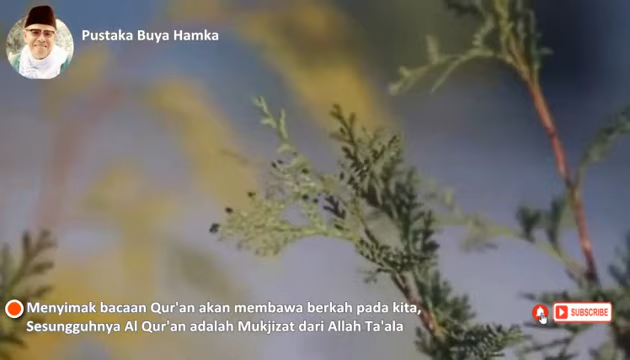 Pustaka Buya Hamka
Menyimak bacaan Qur'an akan membawa berkah pada kita,
Sesungguhnya Al Qur'an adalah Mukjizat dari Allah Ta'ala
SUBSCRIBE